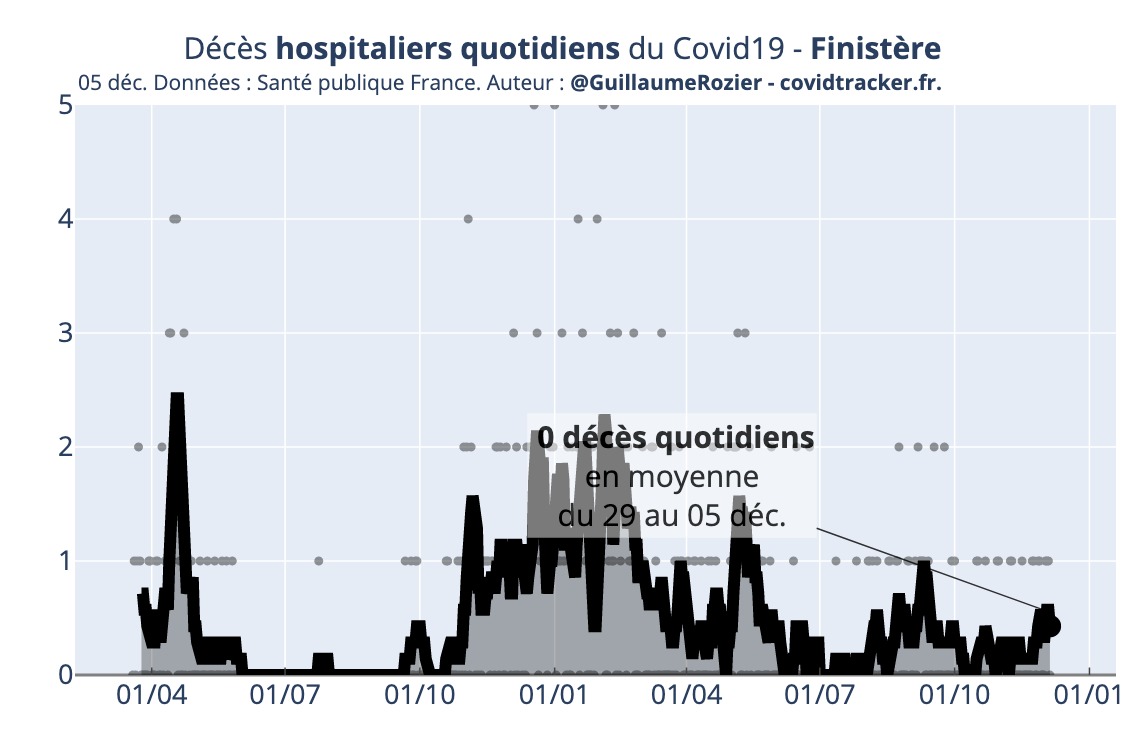 Décès hospitaliers quotidiens du Covid19 - Finistère
05 déc. Données : Santé publique France. Auteur : @GuillaumeRozier - covidtracker.fr.
5
4
3
2
1
0
0 décès quotidiens
en moyenne
du 29 au 05 déc.
01/04 01/07 01/10 01/01 01/04 01/07 01/10 01/01